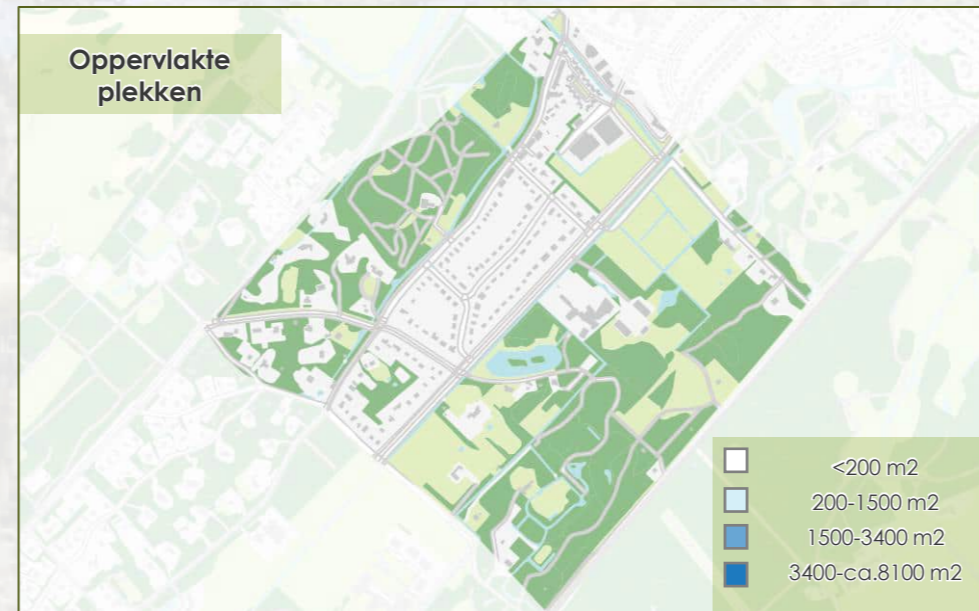 Oppervlakte
plekken
<200 m2
200-1500 m2
1500-3400 m2
3400-ca.8100 m2